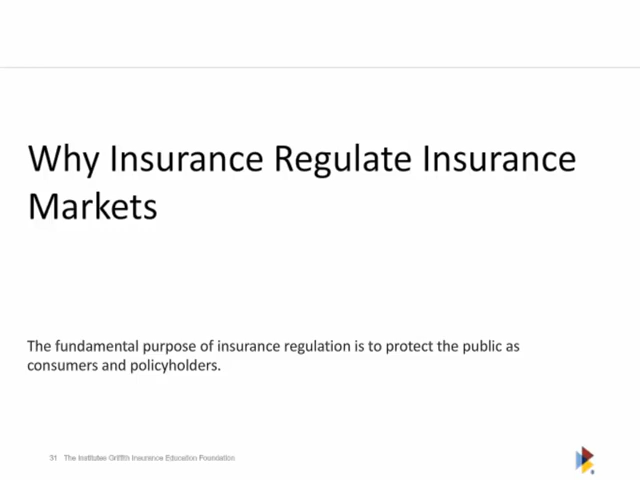 Why Insurance Regulate Insurance
Markets
The fundamental purpose of insurance regulation is to protect the public as
consumers and policyholders.
31 The Institutes Griffith Insurance Education Foundation